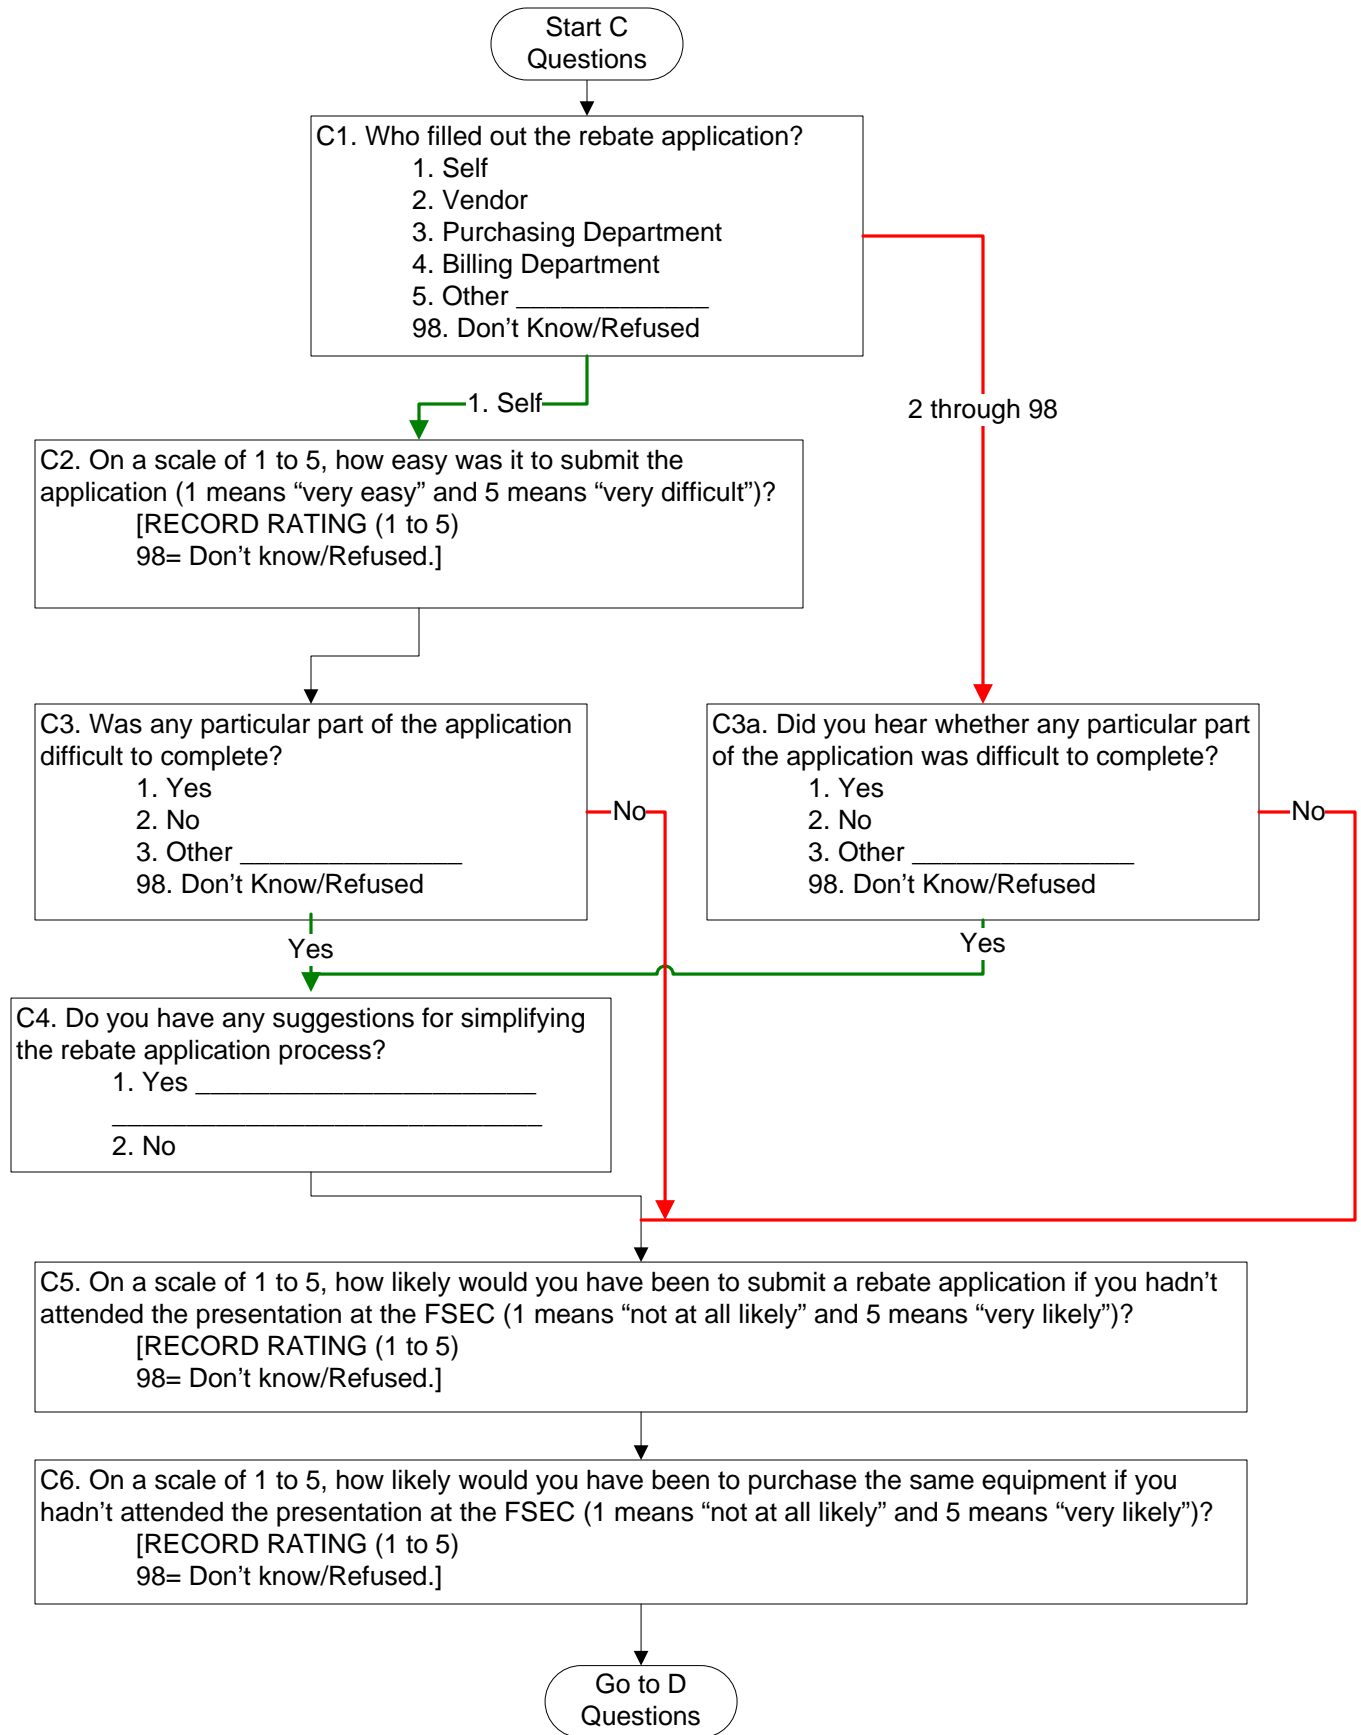 Start C
Questions
C1. Who filled out the rebate application?
1. Self
2. Vendor
3. Purchasing Department
4. Billing Department
5. Other _____________
98. Don’t Know/Refused
1. Self
2 through 98
C2. On a scale of 1 to 5, how easy was it to submit the
application (1 means “very easy” and 5 means “very difficult”)?
[RECORD RATING (1 to 5)
98= Don’t know/Refused.]
C3. Was any particular part of the application
difficult to complete?
1. Yes
2. No
3. Other _______________
98. Don’t Know/Refused
No
Yes
C3a. Did you hear whether any particular part
of the application was difficult to complete?
1. Yes
2. No
3. Other _______________
98. Don’t Know/Refused
No
Yes
C4. Do you have any suggestions for simplifying
the rebate application process?
1. Yes _______________________
_____________________________
2. No
C5. On a scale of 1 to 5, how likely would you have been to submit a rebate application if you hadn’t
attended the presentation at the FSEC (1 means “not at all likely” and 5 means “very likely”)?
[RECORD RATING (1 to 5)
98= Don’t know/Refused.]
C6. On a scale of 1 to 5, how likely would you have been to purchase the same equipment if you
hadn’t attended the presentation at the FSEC (1 means “not at all likely” and 5 means “very likely”)?
[RECORD RATING (1 to 5)
98= Don’t know/Refused.]
Go to D
Questions